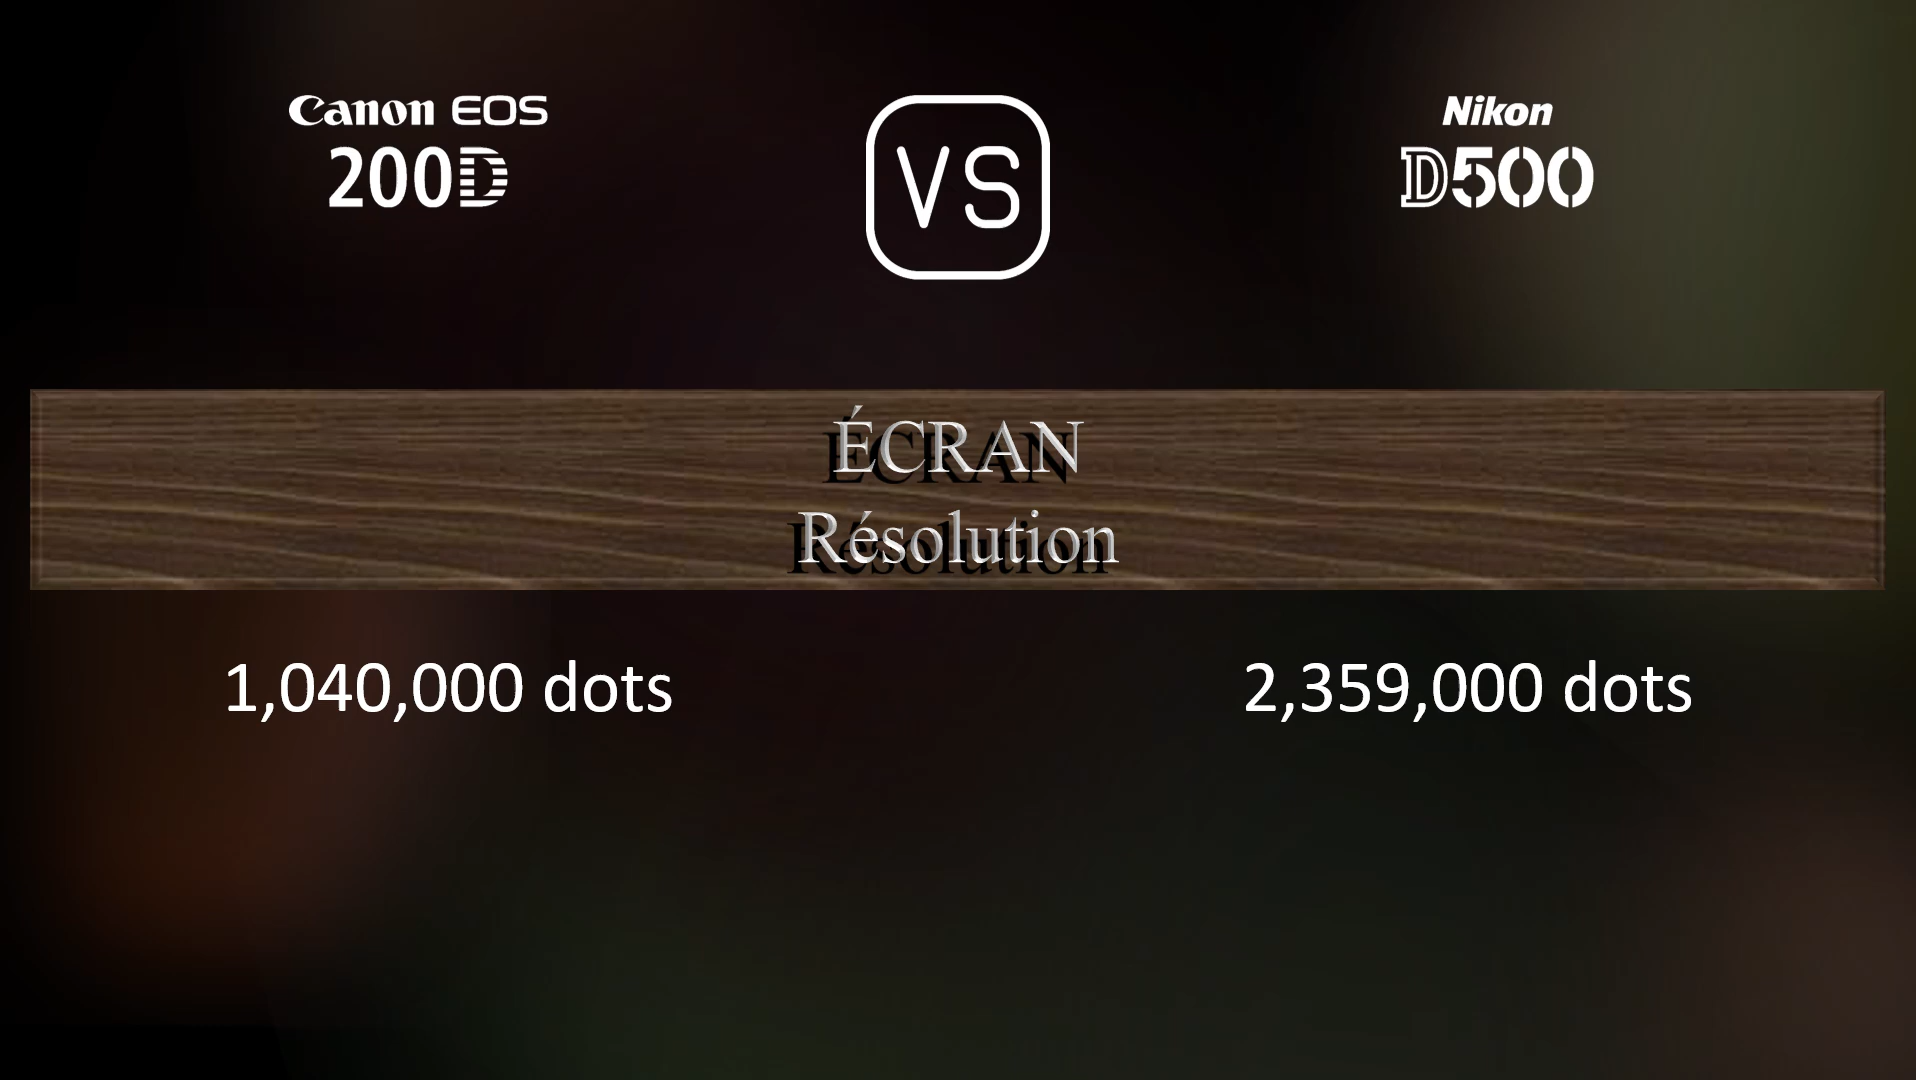 Canon EOS
200D
VS
Nikon
D500
ÉCRAN
Résolution
1,040,000 dots
2,359,000 dots